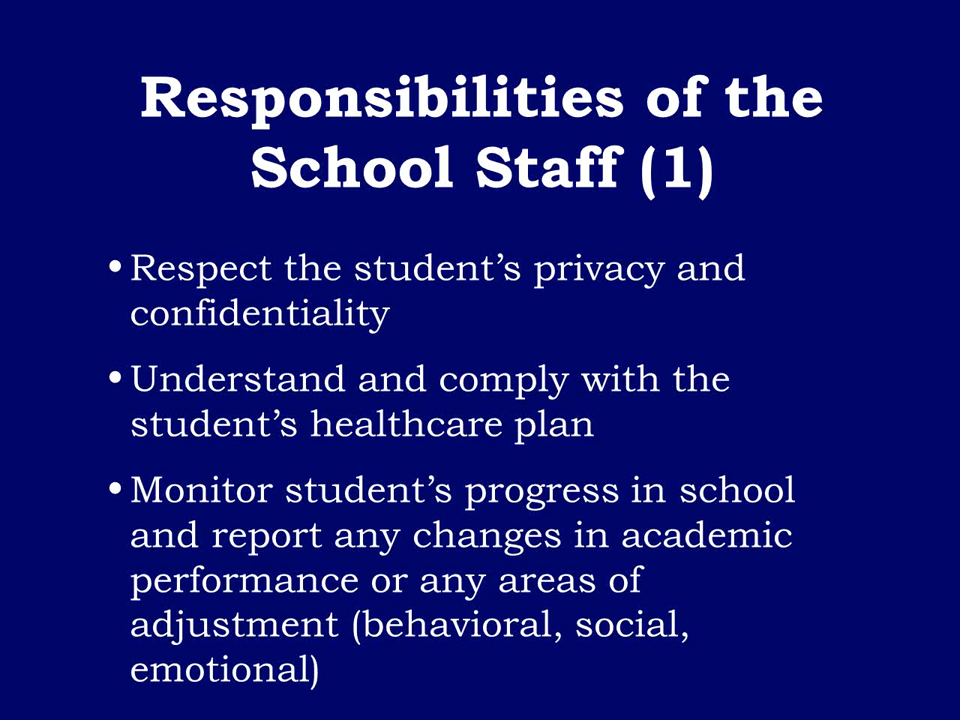 Responsibilities of the
School Staff (1)
• Respect the student’s privacy and
confidentiality
• Understand and comply with the
student’s healthcare plan
• Monitor student’s progress in school
and report any changes in academic
performance or any areas of
adjustment (behavioral, social,
emotional)